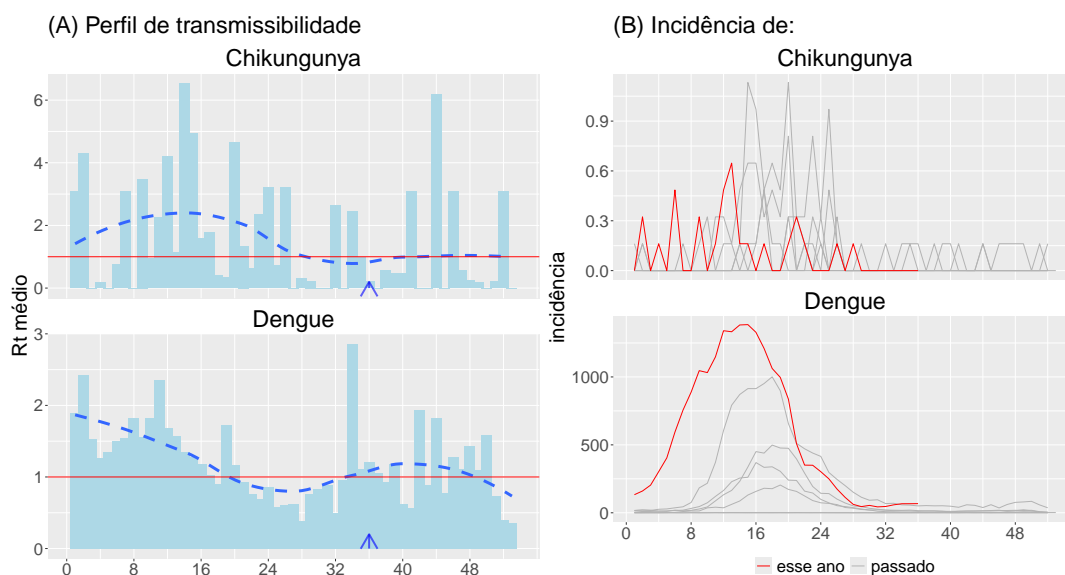 (A) Perfil de transmissibilidade
Chikungunya
6
4
2
0
Dengue
3
2
1
0
0 8 16 24 32 40 48
Rt médio
(B) Incidência de:
Chikungunya
0.9
0.6
0.3
0.0
Dengue
1000
500
0
0 8 16 24 32 40 48
incidência
esse ano passado